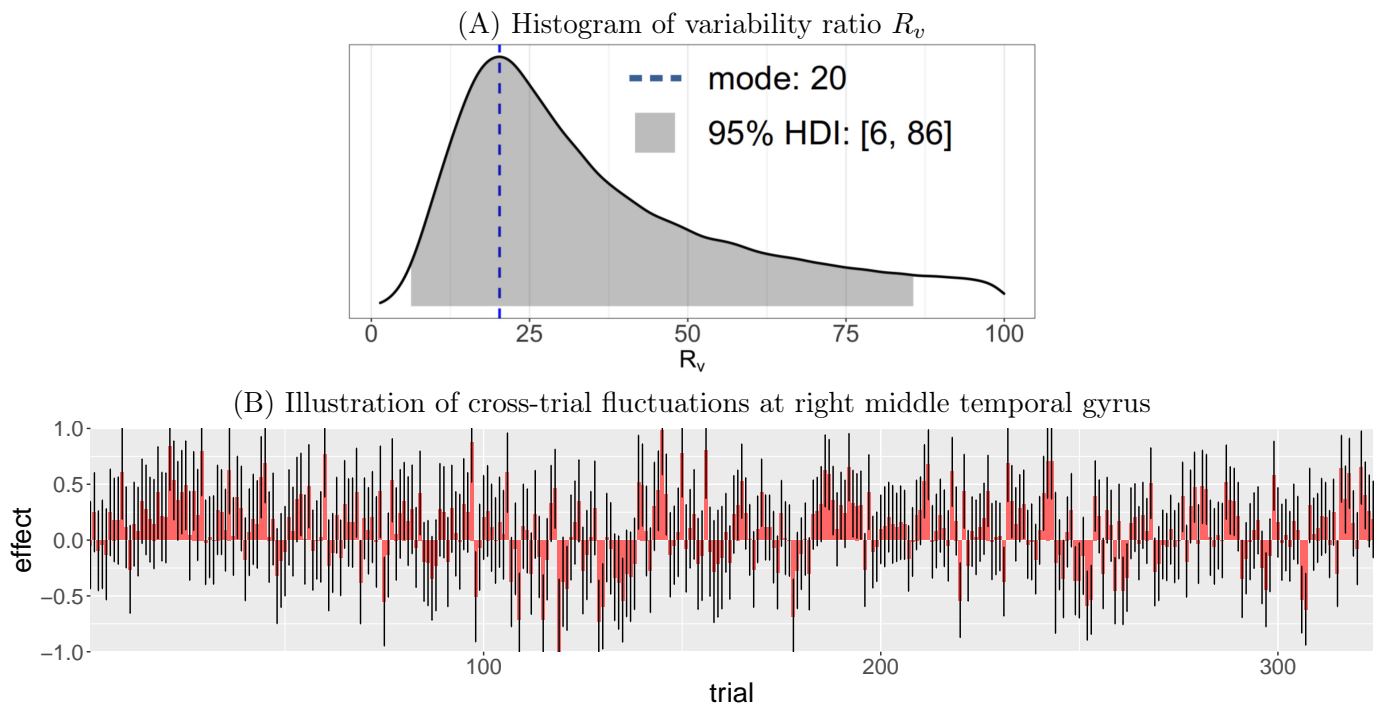 (A) Histogram of variability ratio Rᵥ
mode: 20
95% HDI: [6, 86]
0 25 50 75 100
Rᵥ
(B) Illustration of cross-trial fluctuations at right middle temporal gyrus
1.0
0.5
0.0
−0.5
−1.0
effect
100 200 300
trial